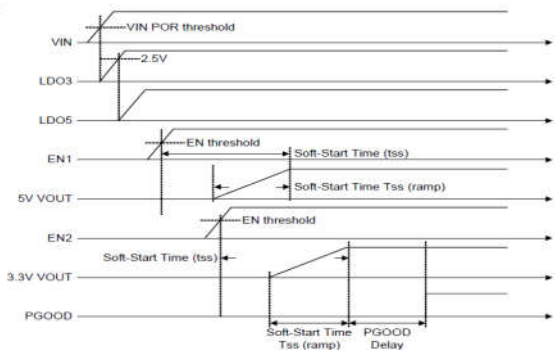 VIN POR threshold
VIN
2.5V
LDO3
LDO5
EN threshold
Soft-Start Time (tss)
EN1
Soft-Start Time Tss (ramp)
5V VOUT
EN threshold
EN2
Soft-Start Time (tss)
3.3V VOUT
PGOOD
Soft-Start Time
Tss (ramp)
PGOOD
Delay